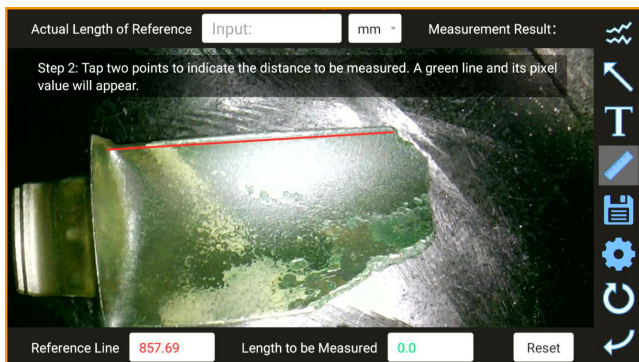 Actual Length of Reference Input: mm Measurement Result:
Step 2: Tap two points to indicate the distance to be measured. A green line and its pixel
value will appear.
T
Reference Line 857.69 Length to be Measured 0.0 Reset